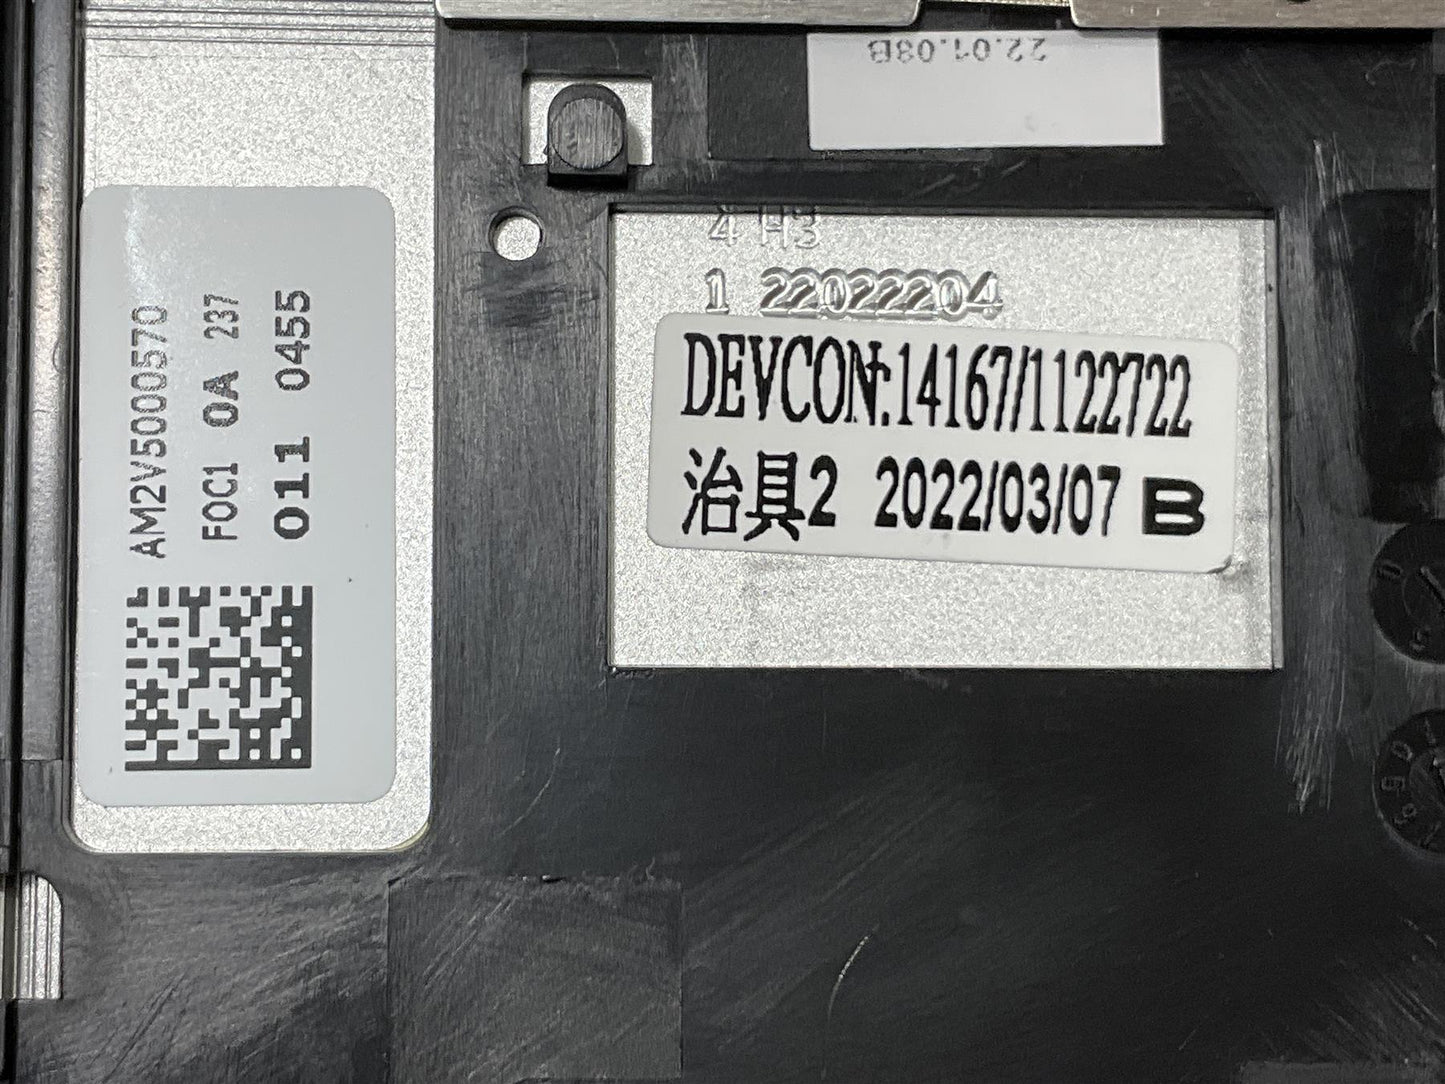 22.01.08B
4 H3
1 22022204
DEVCON:14167/1122722
治具2 2022/03/07 B
AM2V5000570
FOC1 0A 237
011 0455